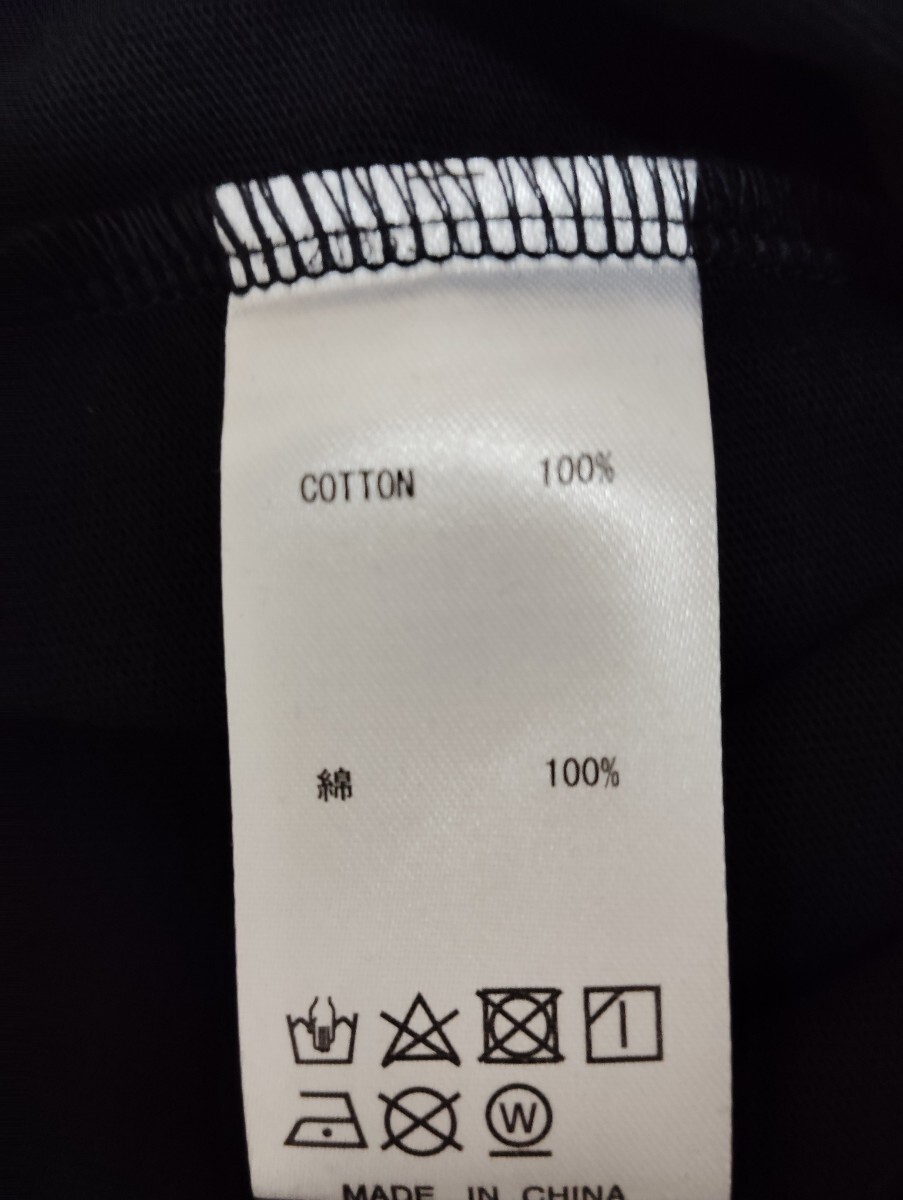 COTTON 100%
綿 100%
W
MADE IN CHINA